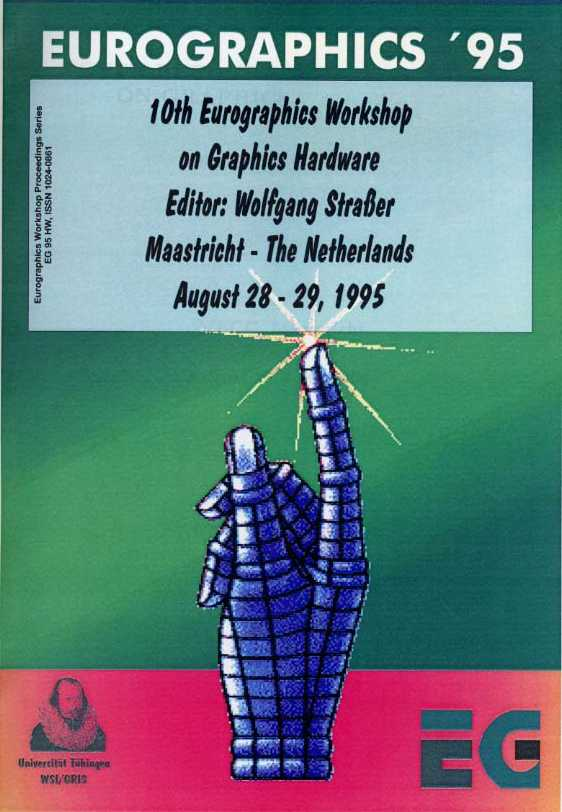 EUROGRAPHICS ´95
Eurographics Workshop Proceedings Series
EG 95 HW, ISSN 1024-0861
10th Eurographics Workshop
on Graphics Hardware
Editor: Wolfgang Straßer
Maastricht - The Netherlands
August 28 - 29, 1995
Universität Tübingen
WSI/GRIS
EG